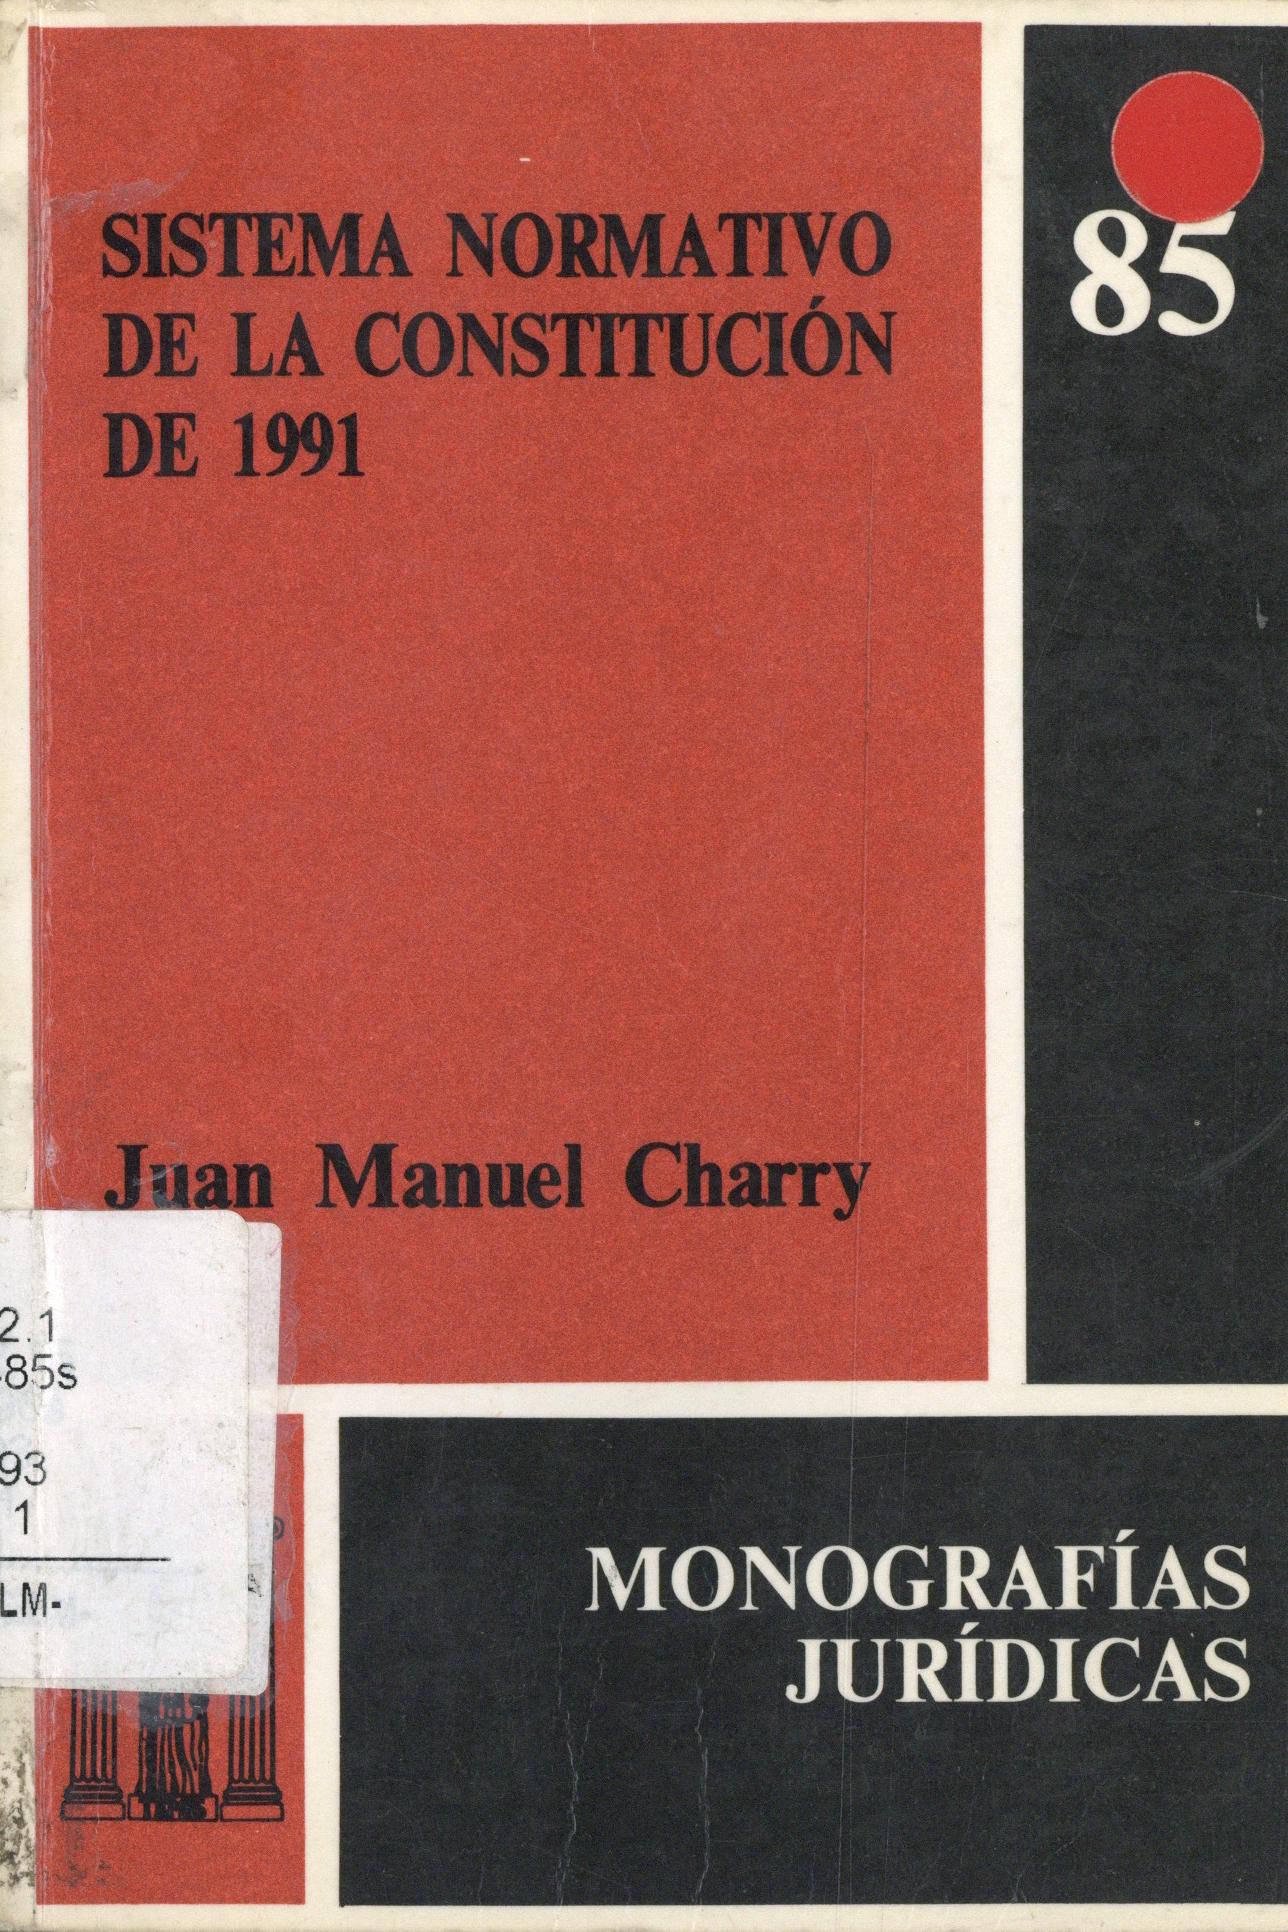 85
SISTEMA NORMATIVO
DE LA CONSTITUCIÓN
DE 1991
Juan Manuel Charry
2.1
85s
93
1
LM-
MONOGRAFÍAS
JURÍDICAS
TEMIS